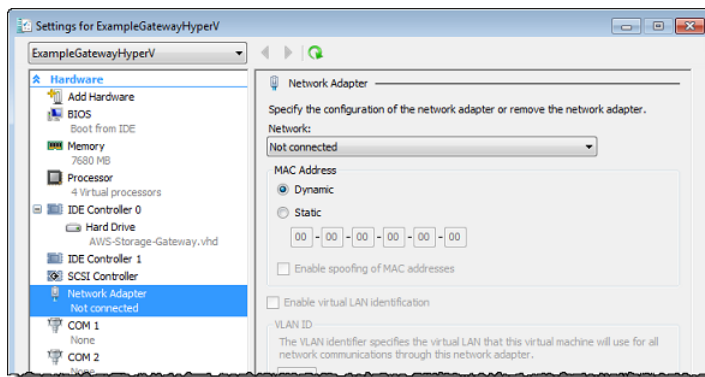 Settings for ExampleGatewayHyperV
ExampleGatewayHyperV
Hardware
Add Hardware
BIOS
Boot from IDE
Memory
7680 MB
Processor
4 Virtual processors
IDE Controller 0
Hard Drive
AWS-Storage-Gateway.vhd
IDE Controller 1
SCSI Controller
Network Adapter
Not connected
COM 1
None
COM 2
None
Network Adapter
Specify the configuration of the network adapter or remove the network adapter.
Network:
Not connected
MAC Address
Dynamic
Static
00 - 00 - 00 - 00 - 00 - 00
Enable spoofing of MAC addresses
Enable virtual LAN identification
VLAN ID
The VLAN identifier specifies the virtual LAN that this virtual machine will use for all
network communications through this network adapter.